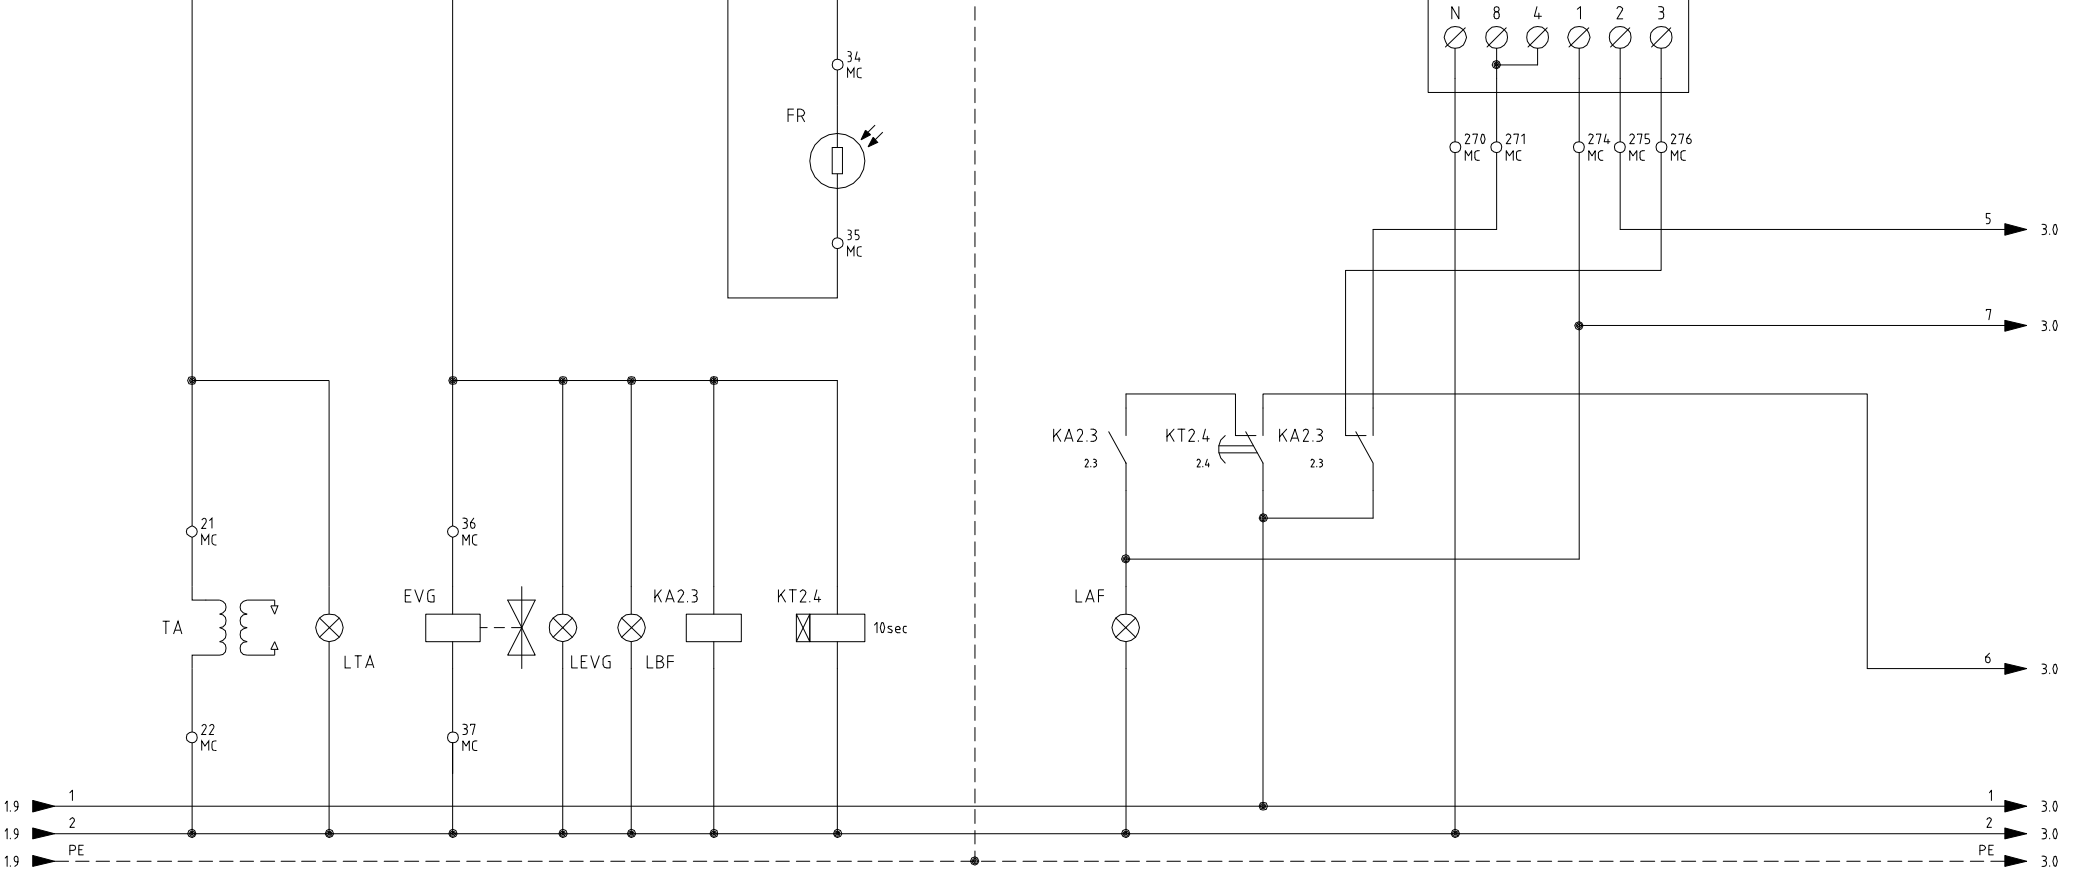 N 8 4 1 2 3
34
MC
FR
270
MC
271
MC
274
MC
275
MC
276
MC
35
MC
5 3.0
7 3.0
KA2.3
2.3
KT2.4
2.4
KA2.3
2.3
21
MC
36
MC
EVG
KA2.3
KT2.4
LAF
TA
10sec
LTA
LEVG
LBF
6 3.0
22
MC
37
MC
1.9 1 1 3.0
1.9 2 2 3.0
1.9 PE PE 3.0